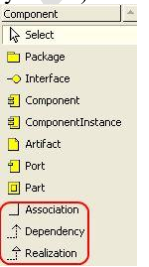 Component
Select
Package
Interface
Component
ComponentInstance
Artifact
Port
Part
Association
Dependency
Realization